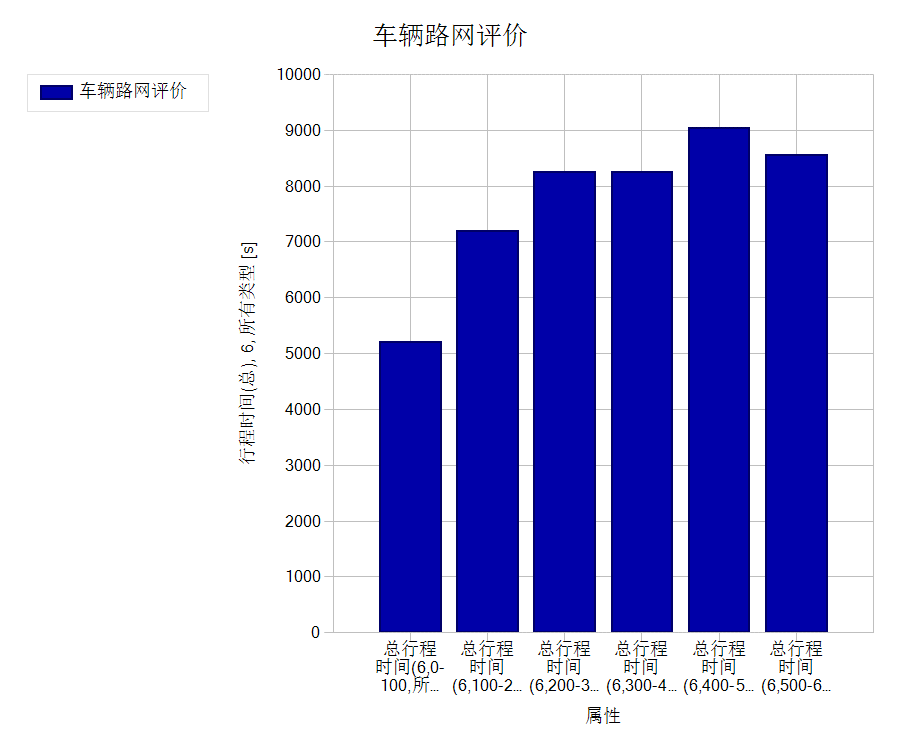 车辆路网评价
车辆路网评价
行程时间(总), 6, 所有类型 [s]
10000
9000
8000
7000
6000
5000
4000
3000
2000
1000
0
总行程
时间(6,0-
100,所...
总行程
时间
(6,100-2...
总行程
时间
(6,200-3...
总行程
时间
(6,300-4...
总行程
时间
(6,400-5...
总行程
时间
(6,500-6...
属性